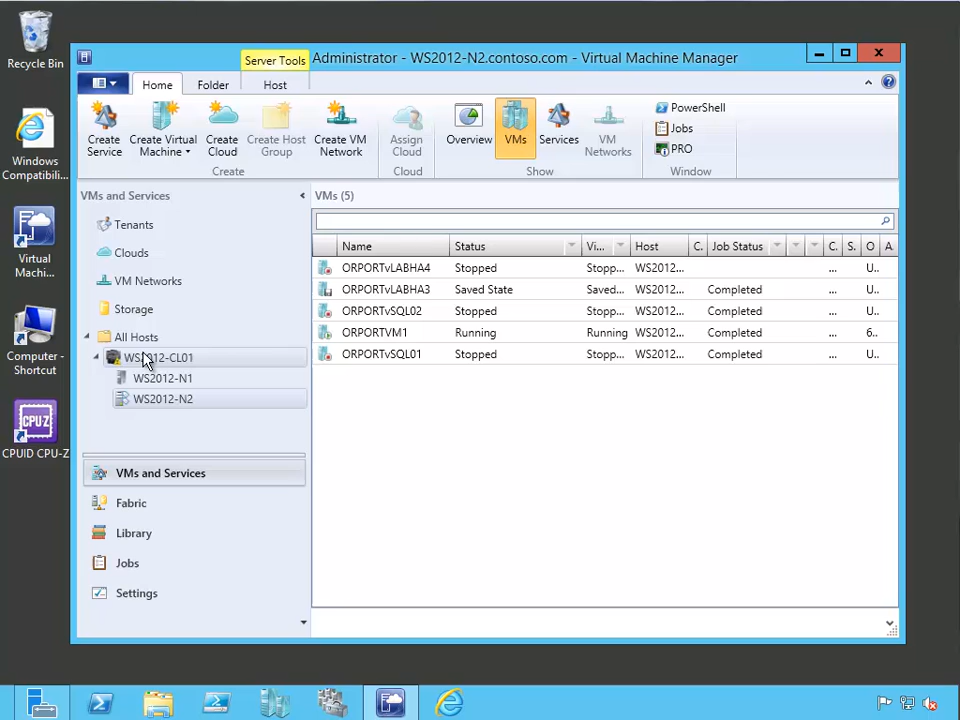 Recycle Bin
Windows
Compatibili...
Virtual
Machi...
Computer -
Shortcut
CPUID CPU-Z
Server Tools
Administrator - WS2012-N2.contoso.com - Virtual Machine Manager
Home
Folder
Host
Create
Service
Create Virtual
Machine
Create
Cloud
Create Host
Group
Create VM
Network
Assign
Cloud
Overview
VMs
Services
VM
Networks
PowerShell
Jobs
PRO
Create
Cloud
Show
Window
VMs and Services
Tenants
Clouds
VM Networks
Storage
All Hosts
WS2012-CL01
WS2012-N1
WS2012-N2
VMs and Services
Fabric
Library
Jobs
Settings
VMs (5)
Name Status Vi... Host C. Job Status C. S. O A
ORPORTvLABHA4 Stopped Stopp... WS2012... ... U..
ORPORTvLABHA3 Saved State Saved... WS2012... Completed ... U..
ORPORTvSQL02 Stopped Stopp... WS2012... Completed ... U..
ORPORTVM1 Running Running WS2012... Completed ... 6..
ORPORTvSQL01 Stopped Stopp... WS2012... Completed ... U..